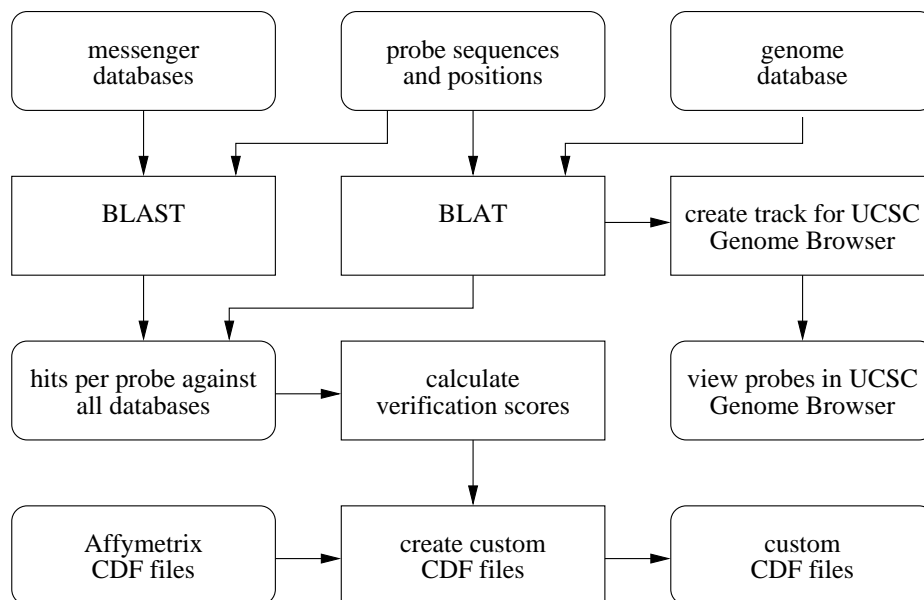 messenger
databases
probe sequences
and positions
genome
database
BLAST
BLAT
create track for UCSC
Genome Browser
hits per probe against
all databases
calculate
verification scores
view probes in UCSC
Genome Browser
Affymetrix
CDF files
create custom
CDF files
custom
CDF files